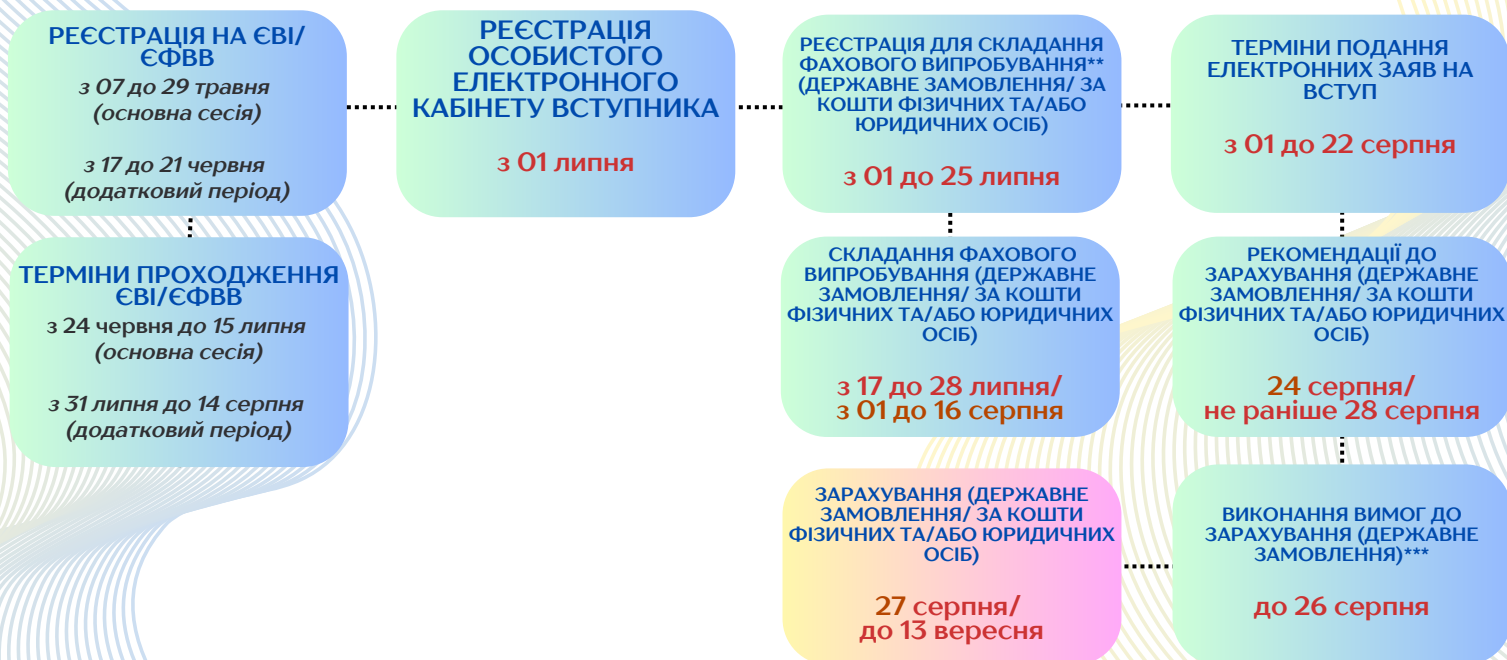 РЕЄСТРАЦІЯ НА ЄВІ/
ЄФВВ
з 07 до 29 травня
(основна сесія)
з 17 до 21 червня
(додатковий період)
ТЕРМІНИ ПРОХОДЖЕННЯ
ЄВІ/ЄФВВ
з 24 червня до 15 липня
(основна сесія)
з 31 липня до 14 серпня
(додатковий період)
РЕЄСТРАЦІЯ
ОСОБИСТОГО
ЕЛЕКТРОННОГО
КАБІНЕТУ ВСТУПНИКА
з 01 липня
РЕЄСТРАЦІЯ ДЛЯ СКЛАДАННЯ
ФАХОВОГО ВИПРОБУВАННЯ**
(ДЕРЖАВНЕ ЗАМОВЛЕННЯ/ ЗА
КОШТИ ФІЗИЧНИХ ТА/АБО
ЮРИДИЧНИХ ОСІБ)
з 01 до 25 липня
СКЛАДАННЯ ФАХОВОГО
ВИПРОБУВАННЯ (ДЕРЖАВНЕ
ЗАМОВЛЕННЯ/ ЗА КОШТИ
ФІЗИЧНИХ ТА/АБО ЮРИДИЧНИХ
ОСІБ)
з 17 до 28 липня/
з 01 до 16 серпня
ТЕРМІНИ ПОДАННЯ
ЕЛЕКТРОННИХ ЗАЯВ НА
ВСТУП
з 01 до 22 серпня
РЕКОМЕНДАЦІЇ ДО
ЗАРАХУВАННЯ (ДЕРЖАВНЕ
ЗАМОВЛЕННЯ/ ЗА КОШТИ
ФІЗИЧНИХ ТА/АБО ЮРИДИЧНИХ
ОСІБ)
24 серпня/
не раніше 28 серпня
ВИКОНАННЯ ВИМОГ ДО
ЗАРАХУВАННЯ (ДЕРЖАВНЕ
ЗАМОВЛЕННЯ)***
до 26 серпня
ЗАРАХУВАННЯ (ДЕРЖАВНЕ
ЗАМОВЛЕННЯ/ ЗА КОШТИ
ФІЗИЧНИХ ТА/АБО ЮРИДИЧНИХ
ОСІБ)
27 серпня/
до 13 вересня